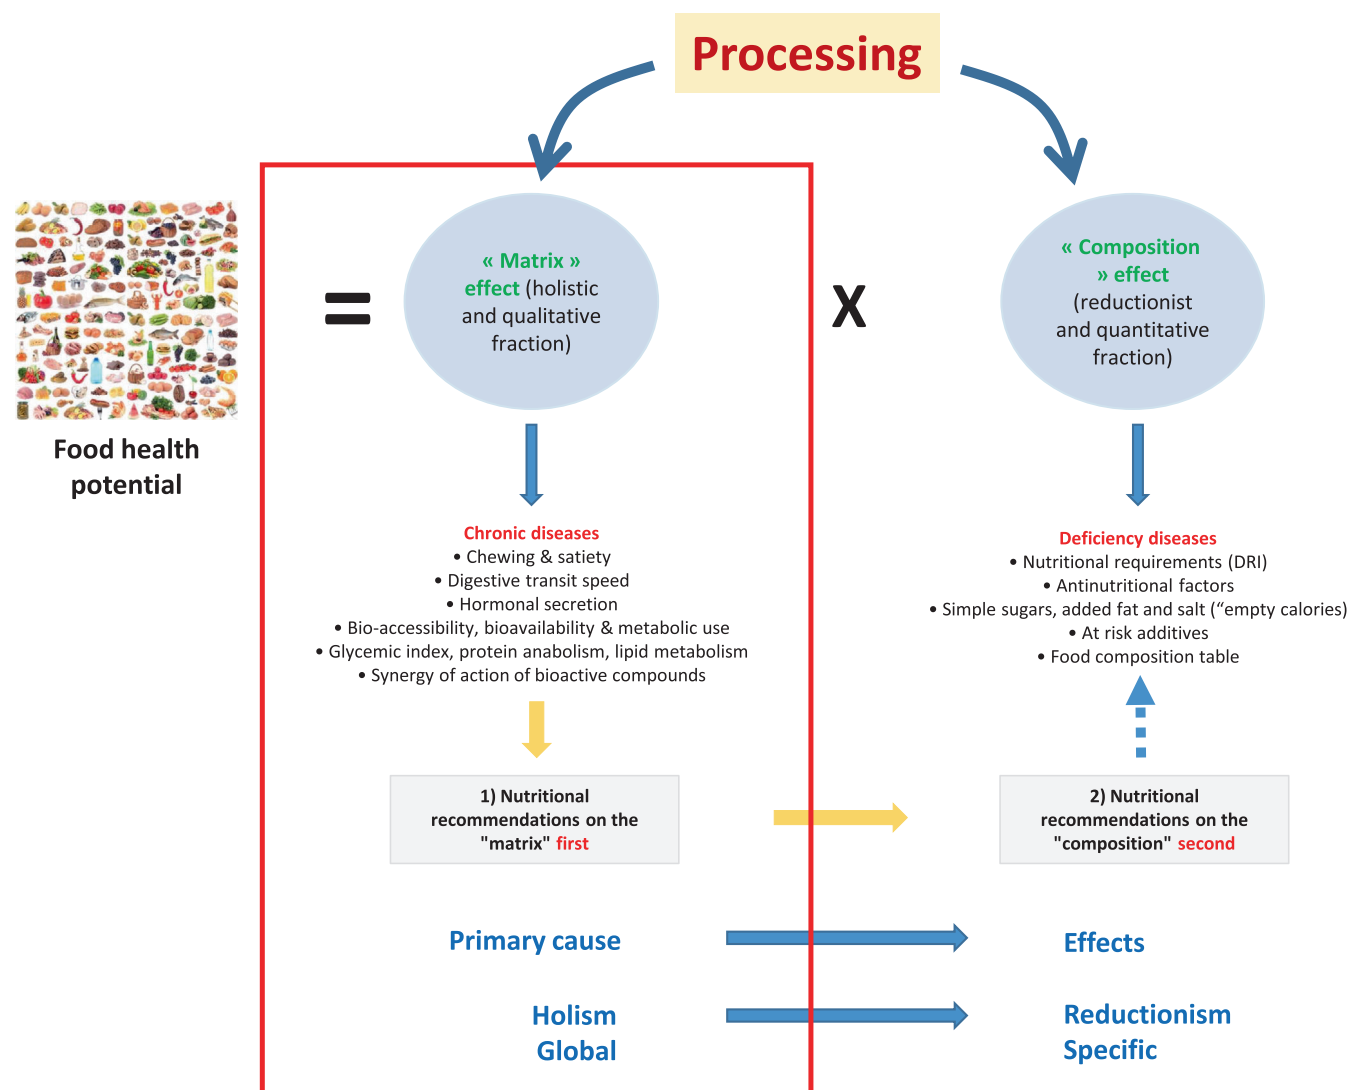 Processing
« Matrix »
effect (holistic
and qualitative
fraction)
« Composition
» effect
(reductionist
and quantitative
fraction)
=
X
Food health
potential
Chronic diseases
• Chewing & satiety
• Digestive transit speed
• Hormonal secretion
• Bio-accessibility, bioavailability & metabolic use
• Glycemic index, protein anabolism, lipid metabolism
• Synergy of action of bioactive compounds
Deficiency diseases
• Nutritional requirements (DRI)
• Antinutritional factors
• Simple sugars, added fat and salt (“empty calories)
• At risk additives
• Food composition table
1) Nutritional
recommendations on the
"matrix" first
2) Nutritional
recommendations on the
"composition" second
Primary cause
Effects
Holism
Global
Reductionism
Specific